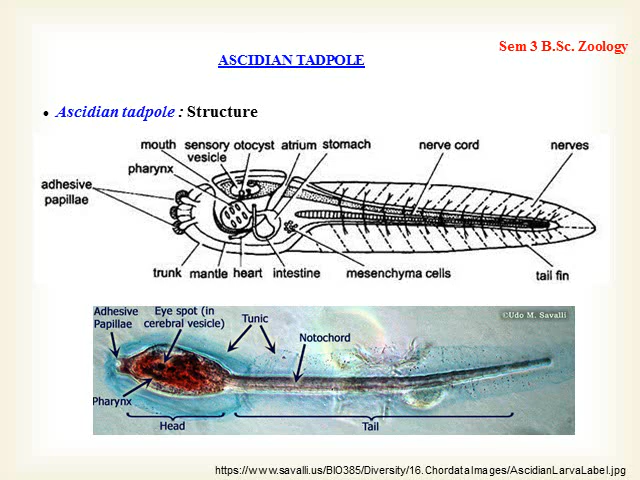 Sem 3 B.Sc. Zoology
ASCIDIAN TADPOLE
• Ascidian tadpole : Structure
mouth sensory otocyst atrium stomach nerve cord nerves
vesicle
pharynx
adhesive
papillae
trunk mantle heart intestine mesenchyma cells tail fin
©Udo M. Savalli
Adhesive Eye spot (in Tunic
Papillae cerebral vesicle)
Notochord
Pharynx
Head Tail
https://www.savalli.us/BIO385/Diversity/16.ChordataImages/AscidianLarvaLabel.jpg